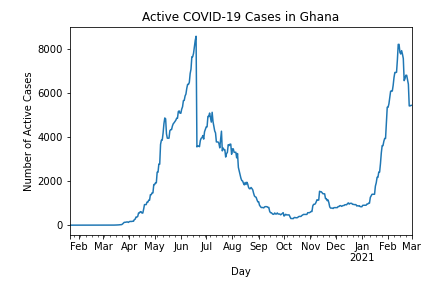 Active COVID-19 Cases in Ghana
8000
6000
4000
2000
0
Number of Active Cases
Feb Mar Apr May Jun Jul Aug Sep Oct Nov Dec Jan Feb Mar
2021
Day